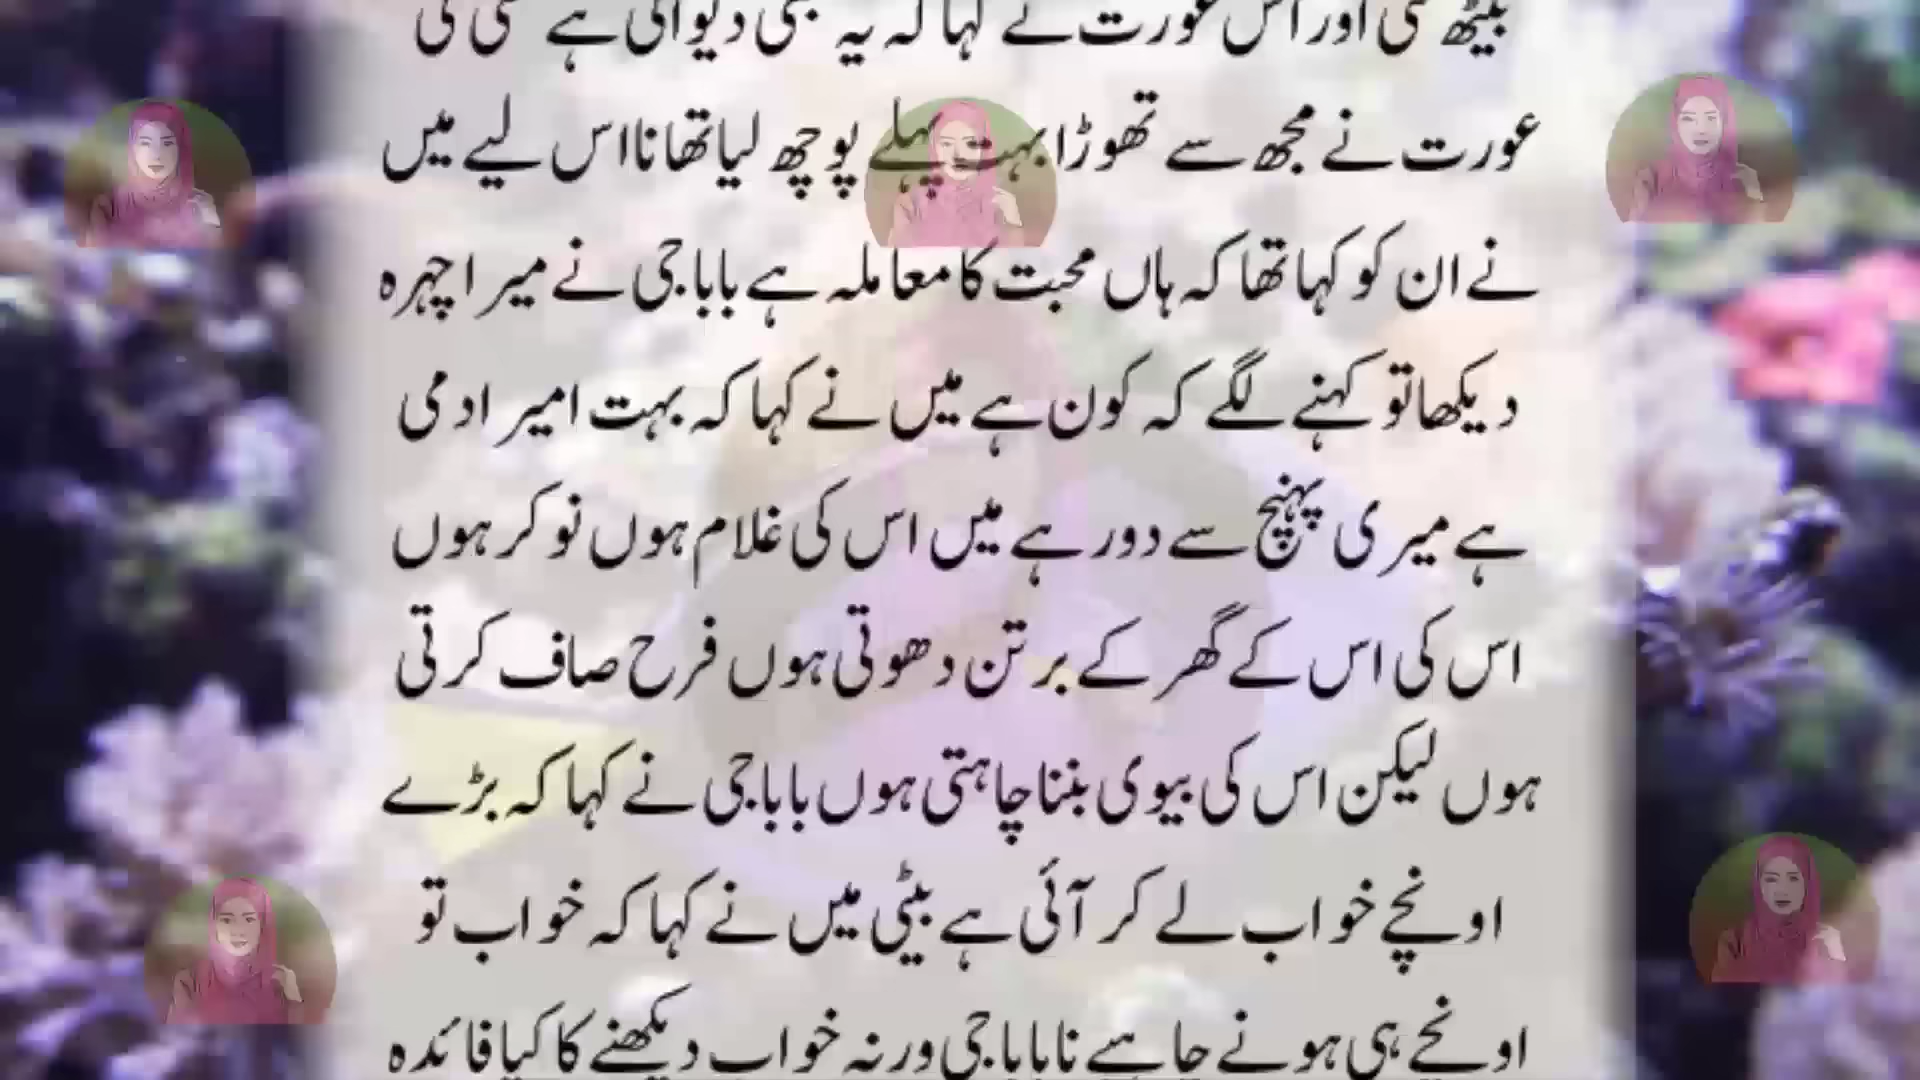 بیٹھ گئی اور اس عورت نے کہا کہ یہ بھی دیوانی ہے کسی کی
عورت نے مجھ سے تھوڑا بہت پہلے پوچھ لیا تھا نا اس لیے میں
نے ان کو کہا تھا کہ ہاں محبت کا معاملہ ہے بابا جی نے میرا چہرہ
دیکھا تو کہنے لگے کہ کون ہے میں نے کہا کہ بہت امیر ادمی
ہے میری پہنچ سے دور ہے میں اس کی غلام ہوں نوکر ہوں
اس کی اس کے گھر کے برتن دھوتی ہوں فرح صاف کرتی
ہوں لیکن اس کی بیوی بننا چاہتی ہوں بابا جی نے کہا کہ بڑے
اونچے خواب لے کر آئی ہے بیٹی میں نے کہا کہ خواب تو
اونچے ہی ہونے چاہیے نا بابا جی ورنہ خواب دیکھنے کا کیا فائدہ